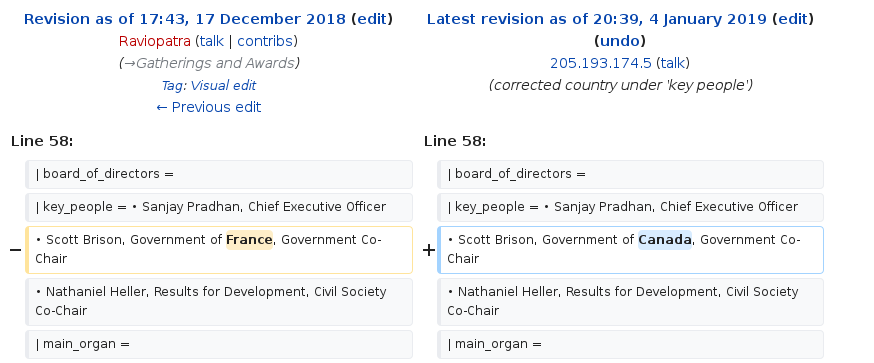 Revision as of 17:43, 17 December 2018 (edit)
Raviopatra (talk | contribs)
(→Gatherings and Awards)
Tag: Visual edit
← Previous edit
Latest revision as of 20:39, 4 January 2019 (edit)
(undo)
205.193.174.5 (talk)
(corrected country under 'key people')
Line 58:
| board_of_directors =
| key_people = • Sanjay Pradhan, Chief Executive Officer
− • Scott Brison, Government of France, Government Co-
Chair
• Nathaniel Heller, Results for Development, Civil Society
Co-Chair
| main_organ =
Line 58:
| board_of_directors =
| key_people = • Sanjay Pradhan, Chief Executive Officer
+ • Scott Brison, Government of Canada, Government Co-
Chair
• Nathaniel Heller, Results for Development, Civil Society
Co-Chair
| main_organ =